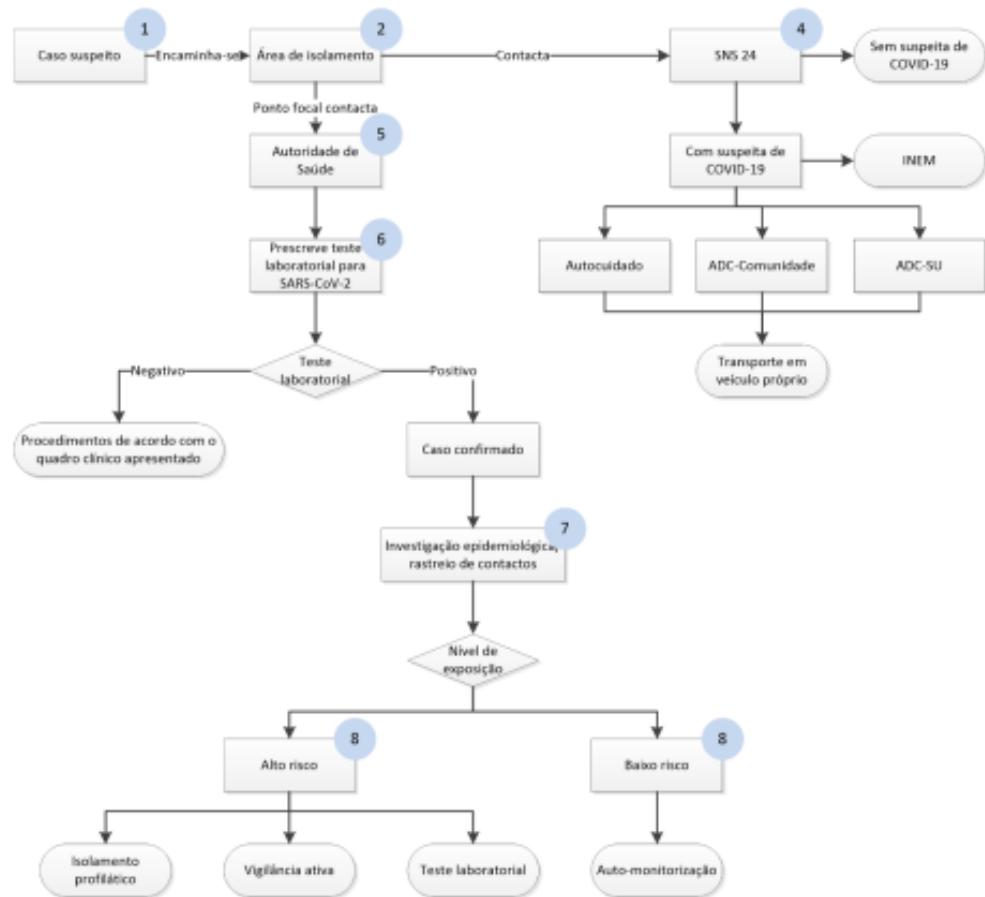 1
2
4
Caso suspeito
Encaminha-se
Área de isolamento
Contacta
SNS 24
Sem suspeita de
COVID-19
Ponto focal contacta
5
Autoridade de
Saúde
Com suspeita de
COVID-19
INEM
6
Prescreve teste
laboratorial para
SARS-CoV-2
Autocuidado
ADC-Comunidade
ADC-SU
Negativo
Teste
laboratorial
Positivo
Transporte em
veículo próprio
Procedimentos de acordo com o
quadro clínico apresentado
Caso confirmado
7
Investigação epidemiológica,
rastreio de contactos
Nível de
exposição
8
8
Alto risco
Baixo risco
Isolamento
profilático
Vigilância ativa
Teste laboratorial
Auto-monitorização